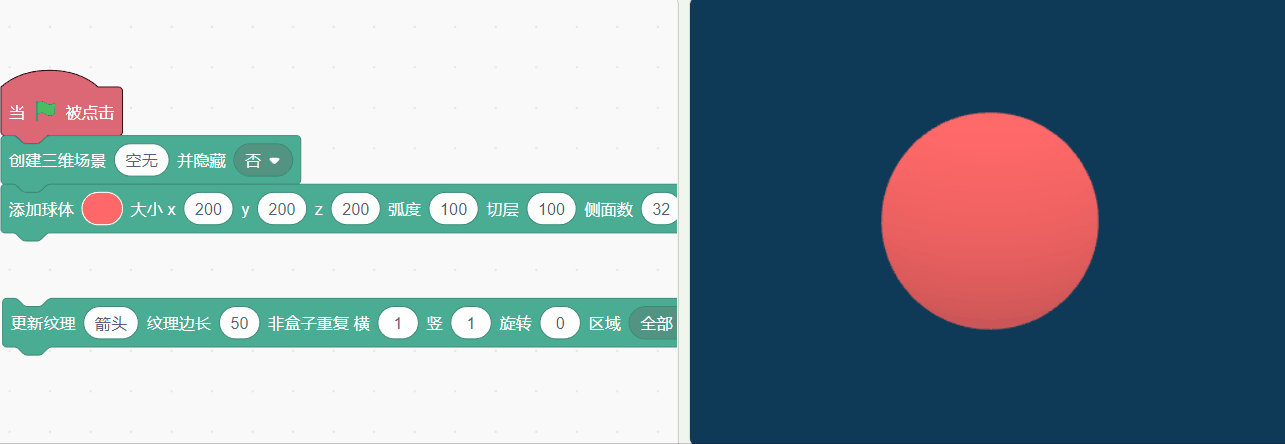 当 被点击
创建三维场景 空无 并隐藏 否
添加球体 大小 x 200 y 200 z 200 弧度 100 切层 100 侧面数 32
更新纹理 箭头 纹理边长 50 非盒子重复 横 1 竖 1 旋转 0 区域 全部